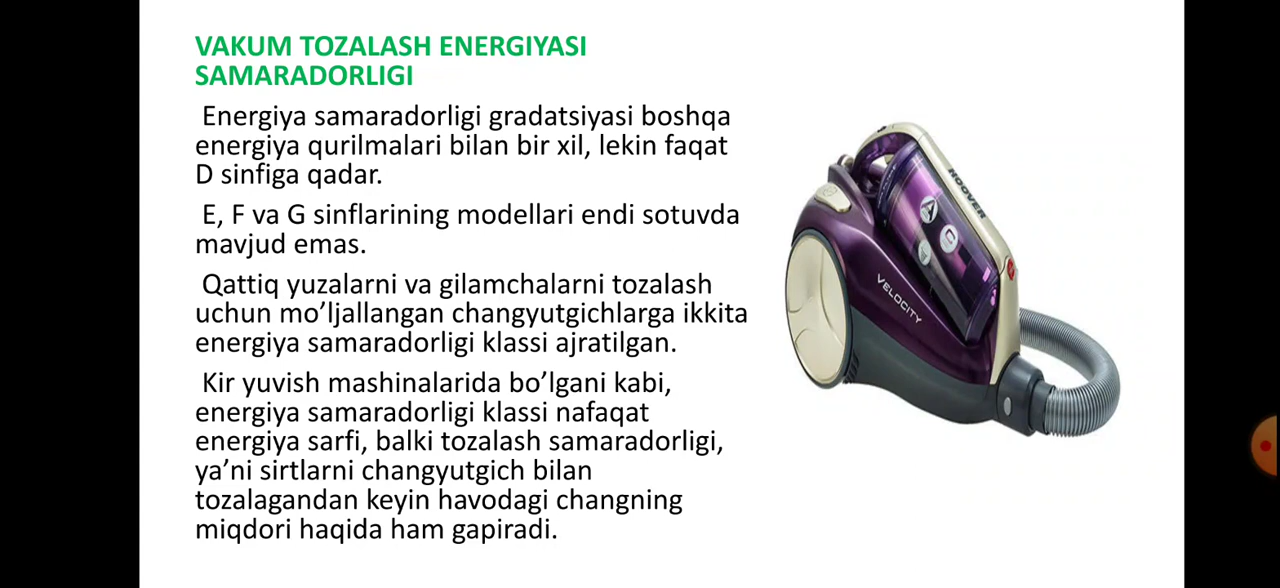 VAKUM TOZALASH ENERGIYASI
SAMARADORLIGI
Energiya samaradorligi gradatsiyasi boshqa
energiya qurilmalari bilan bir xil, lekin faqat
D sinfiga qadar.
E, F va G sinflarining modellari endi sotuvda
mavjud emas.
Qattiq yuzalarni va gilamchalarni tozalash
uchun mo’ljallangan changyutgichlarga ikkita
energiya samaradorligi klassi ajratilgan.
Kir yuvish mashinalarida bo’lgani kabi,
energiya samaradorligi klassi nafaqat
energiya sarfi, balki tozalash samaradorligi,
ya’ni sirtlarni changyutgich bilan
tozalagandan keyin havodagi changning
miqdori haqida ham gapiradi.
HOOVER
A
VELOCITY